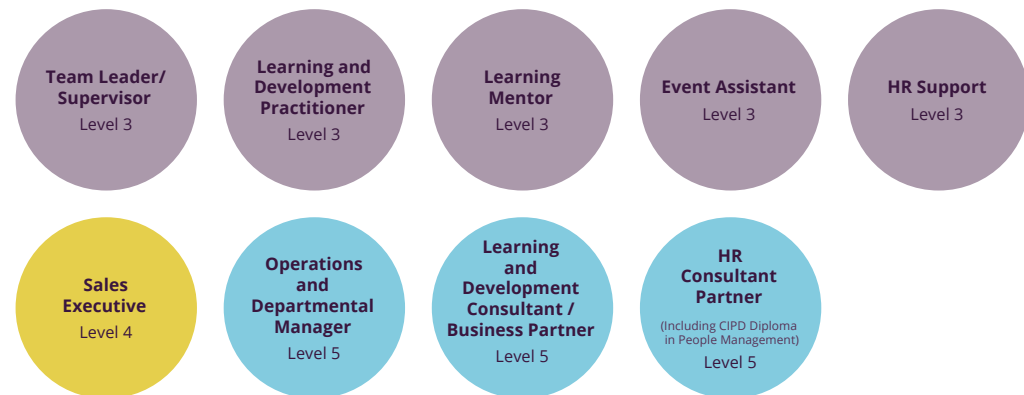 Team Leader/
Supervisor
Level 3
Learning and
Development
Practitioner
Level 3
Learning
Mentor
Level 3
Event Assistant
Level 3
HR Support
Level 3
Sales
Executive
Level 4
Operations
and
Departmental
Manager
Level 5
Learning
and
Development
Consultant /
Business Partner
Level 5
HR
Consultant
Partner
(Including CIPD Diploma
in People Management)
Level 5